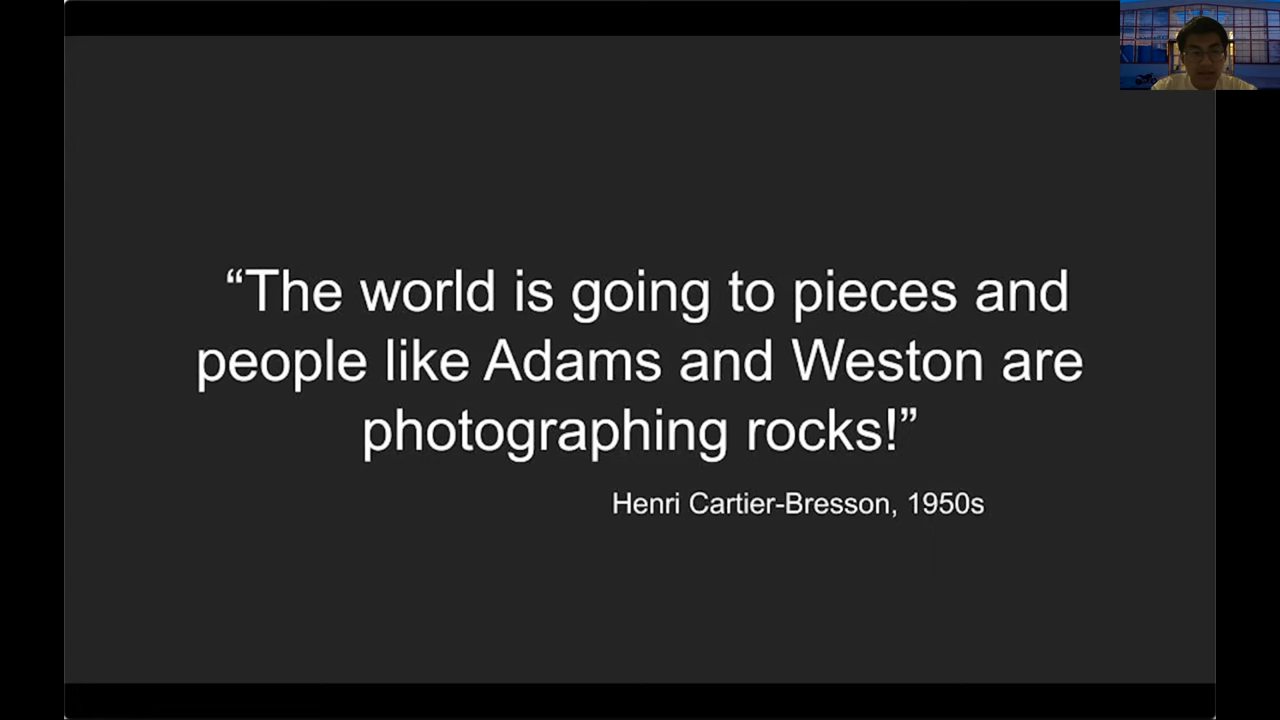 “The world is going to pieces and
people like Adams and Weston are
photographing rocks!”
Henri Cartier-Bresson, 1950s